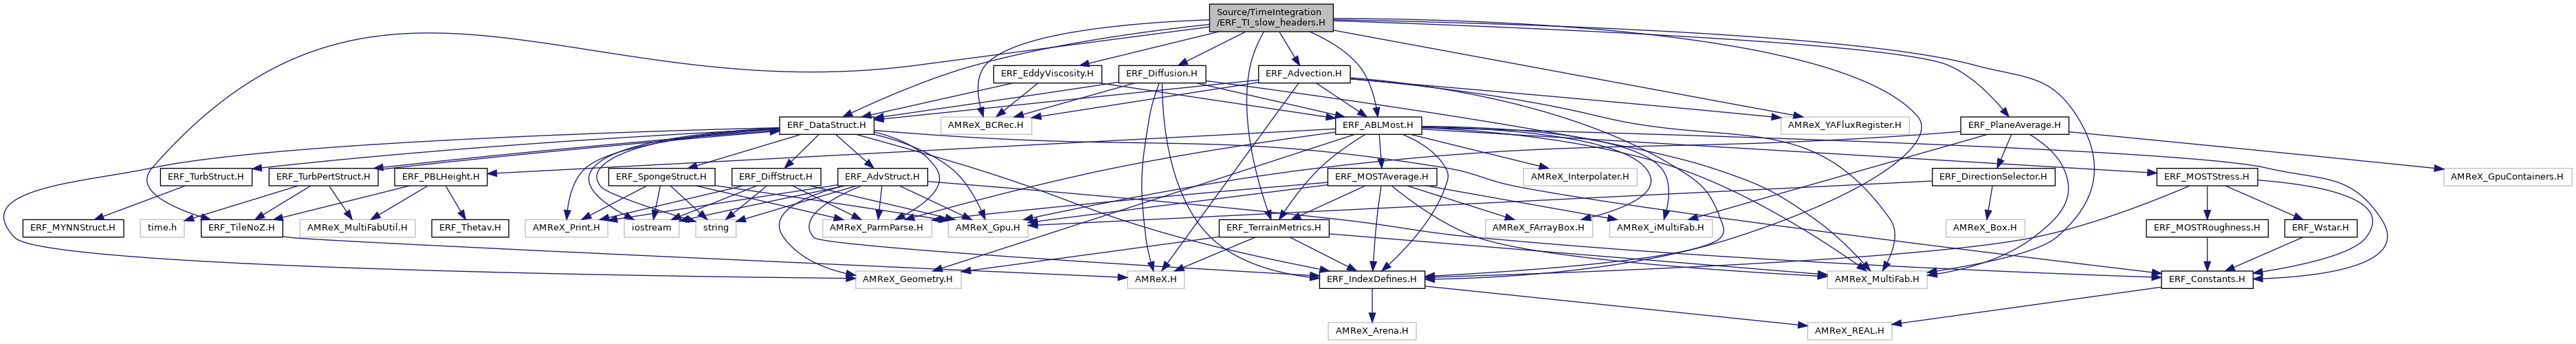 Source/TimeIntegration
/ERF_TI_slow_headers.H
ERF_EddyViscosity.H
ERF_Diffusion.H
ERF_Advection.H
ERF_DataStruct.H
AMReX_BCRec.H
ERF_ABLMost.H
AMReX_YAFluxRegister.H
ERF_PlaneAverage.H
ERF_TurbStruct.H
ERF_TurbPertStruct.H
ERF_PBLHeight.H
ERF_SpongeStruct.H
ERF_DiffStruct.H
ERF_AdvStruct.H
ERF_MOSTAverage.H
AMReX_Interpolater.H
ERF_DirectionSelector.H
ERF_MOSTStress.H
AMReX_GpuContainers.H
ERF_MYNNStruct.H
time.h
ERF_TileNoZ.H
AMReX_MultiFabUtil.H
ERF_Thetav.H
AMReX_Print.H
iostream
string
AMReX_ParmParse.H
AMReX_Gpu.H
ERF_TerrainMetrics.H
AMReX_FArrayBox.H
AMReX_iMultiFab.H
AMReX_Box.H
ERF_MOSTRoughness.H
ERF_Wstar.H
AMReX_Geometry.H
AMReX.H
ERF_IndexDefines.H
AMReX_MultiFab.H
ERF_Constants.H
AMReX_Arena.H
AMReX_REAL.H